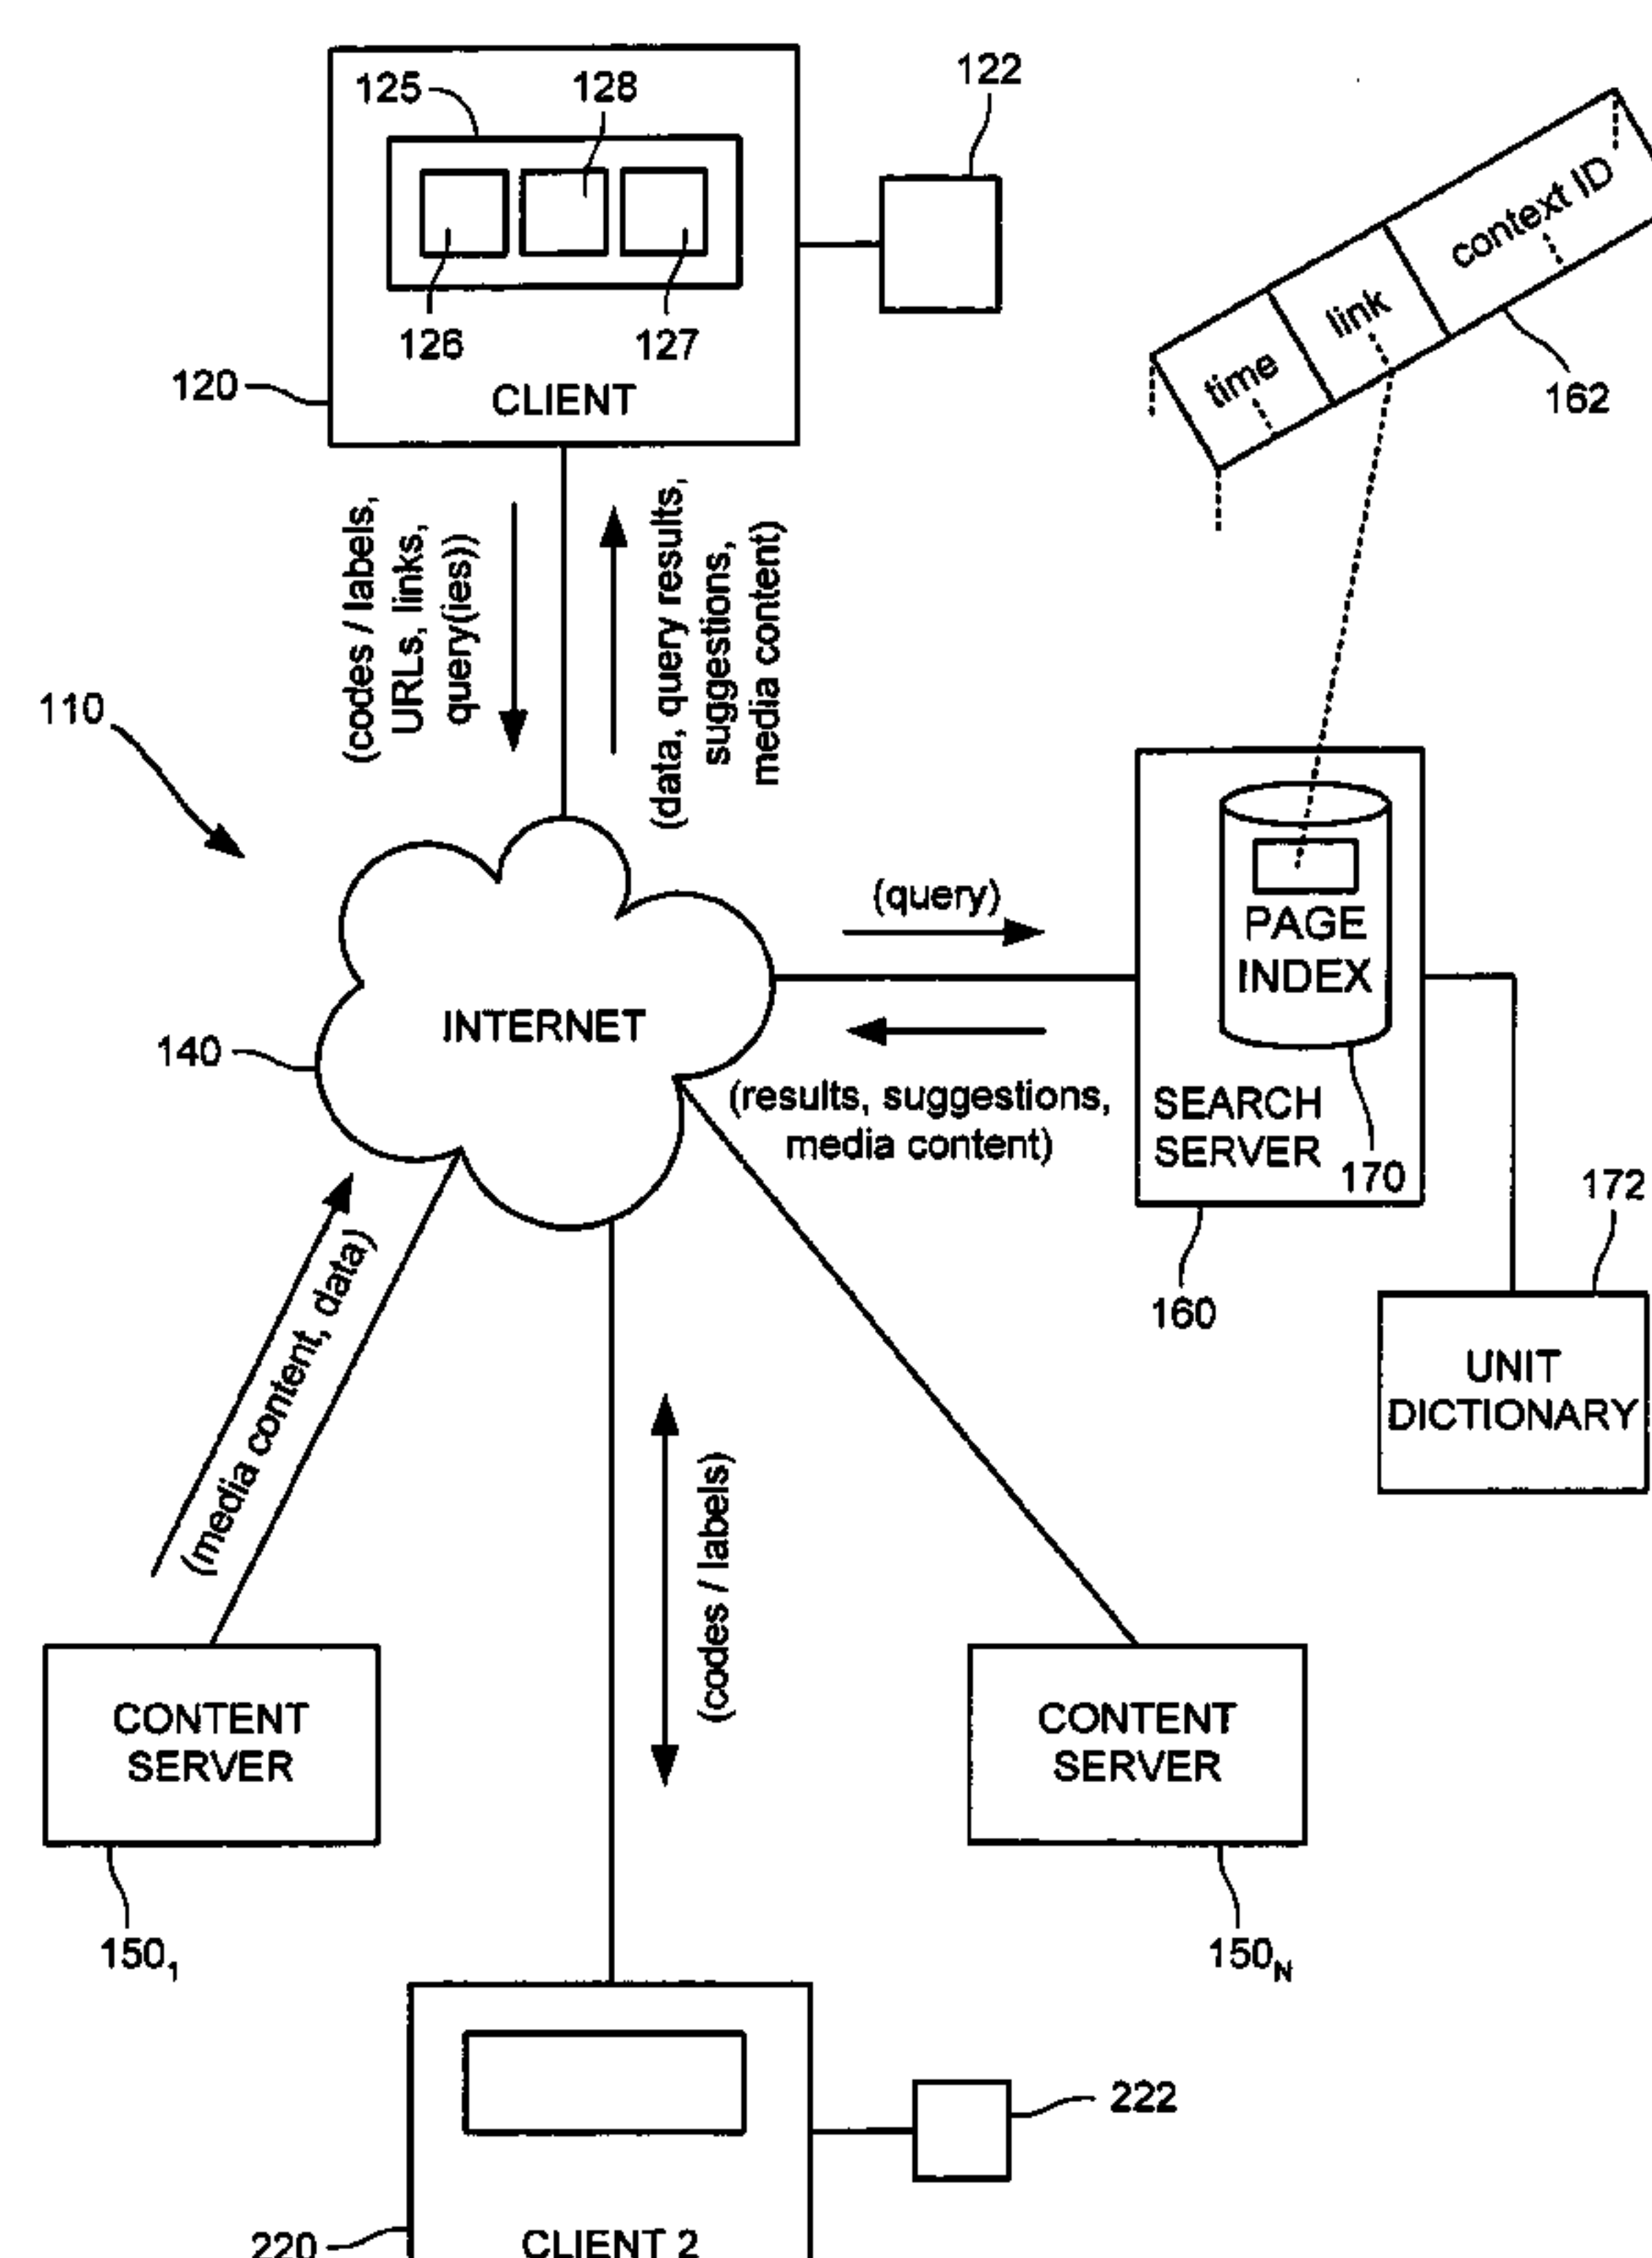 125
128
122
126
127
120
CLIENT
time
link
context ID
162
(codes / labels,
URLs, links,
query(ies))
(data, query results,
suggestions,
media content)
110
(query)
PAGE
INDEX
INTERNET
140
(results, suggestions,
media content)
SEARCH
SERVER
170
172
160
UNIT
DICTIONARY
(media content, data)
(codes / labels)
CONTENT
SERVER
CONTENT
SERVER
150₁
150N
222
220
CLIENT 2